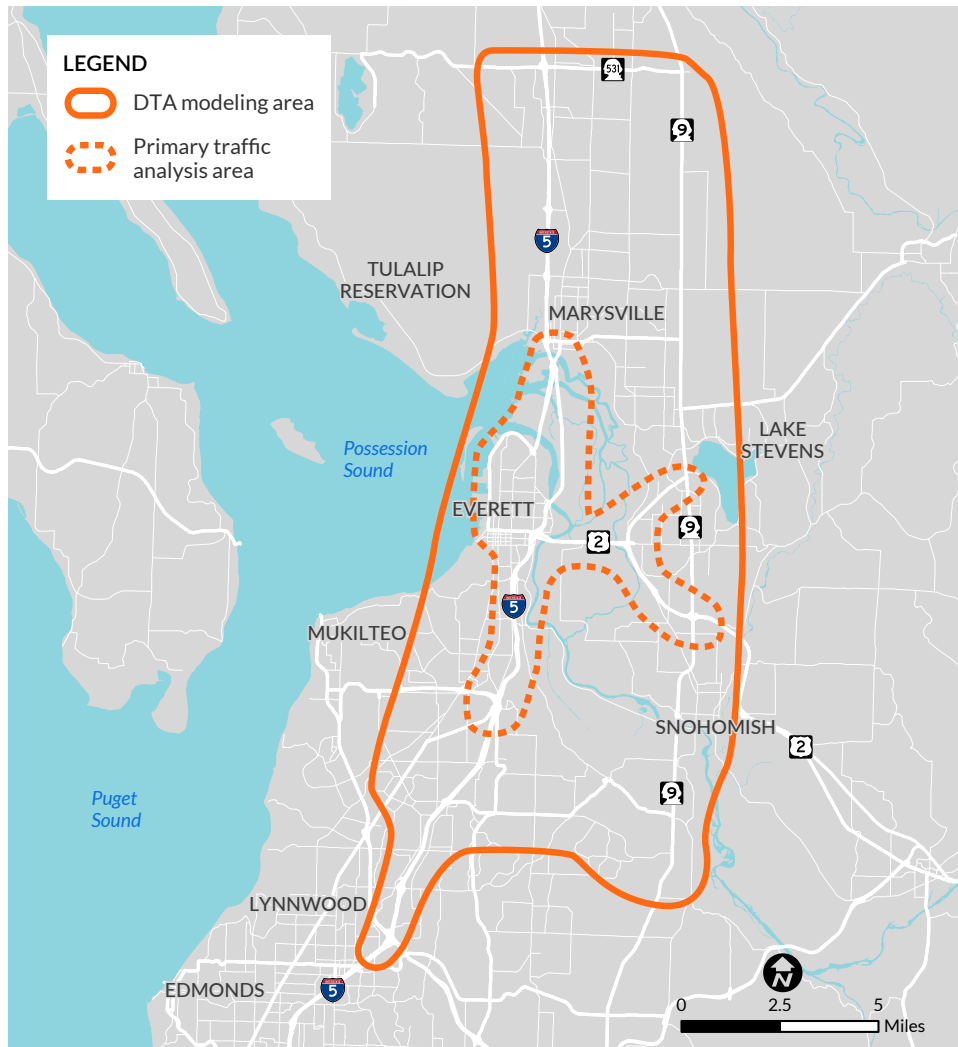 LEGEND
DTA modeling area
Primary traffic
analysis area
531
9
5
TULALIP
RESERVATION
MARYSVILLE
Possession
Sound
LAKE
STEVENS
EVERETT
9
2
5
MUKILTEO
SNOHOMISH
2
9
Puget
Sound
LYNNWOOD
EDMONDS
5
N
0
2.5
5
Miles